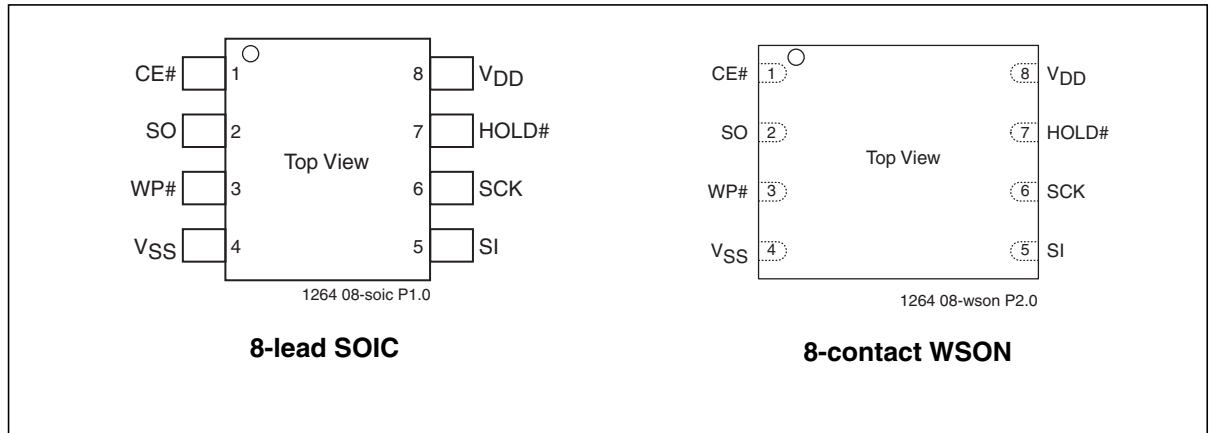 CE# 1 8 VDD
SO 2 7 HOLD#
Top View
WP# 3 6 SCK
VSS 4 5 SI
1264 08-soic P1.0
8-lead SOIC
CE# 1 8 VDD
SO 2 7 HOLD#
Top View
WP# 3 6 SCK
VSS 4 5 SI
1264 08-wson P2.0
8-contact WSON